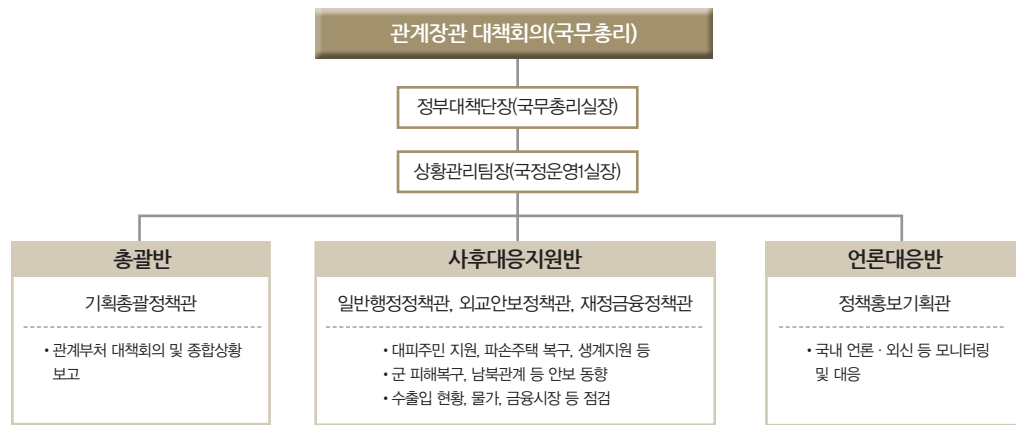 관계장관 대책회의(국무총리)
정부대책단장(국무총리실장)
상황관리팀장(국정운영1실장)
총괄반
기획총괄정책관
• 관계부처 대책회의 및 종합상황
보고
사후대응지원반
일반행정정책관, 외교안보정책관, 재정금융정책관
• 대피주민 지원, 파손주택 복구, 생계지원 등
• 군 피해복구, 남북관계 등 안보 동향
• 수출입 현황, 물가, 금융시장 등 점검
언론대응반
정책홍보기획관
• 국내 언론 · 외신 등 모니터링
및 대응